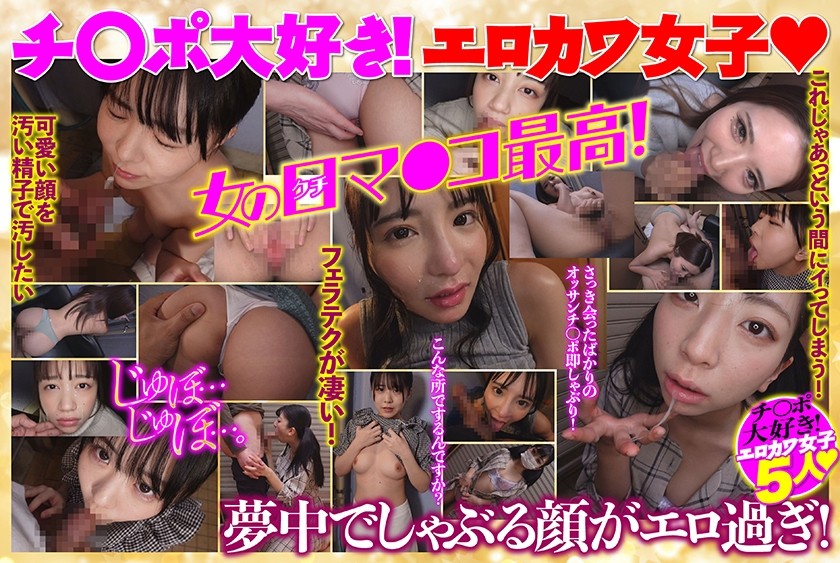 チ〇ポ大好き!エロカワ女子♥
可愛い顔を
汚い精子で汚したい
これじゃあっという間にイってしまう!
女の口マ●コ最高!
クチ
フェラテクが凄い!
さっき会ったばかりの
オッサンチ〇ポ即しゃぶり!
こんな所でするんですか?
じゅぽ…
じゅぽ…。
チ〇ポ
大好き!
エロカワ女子
5人♥
夢中でしゃぶる顔がエロ過ぎ!